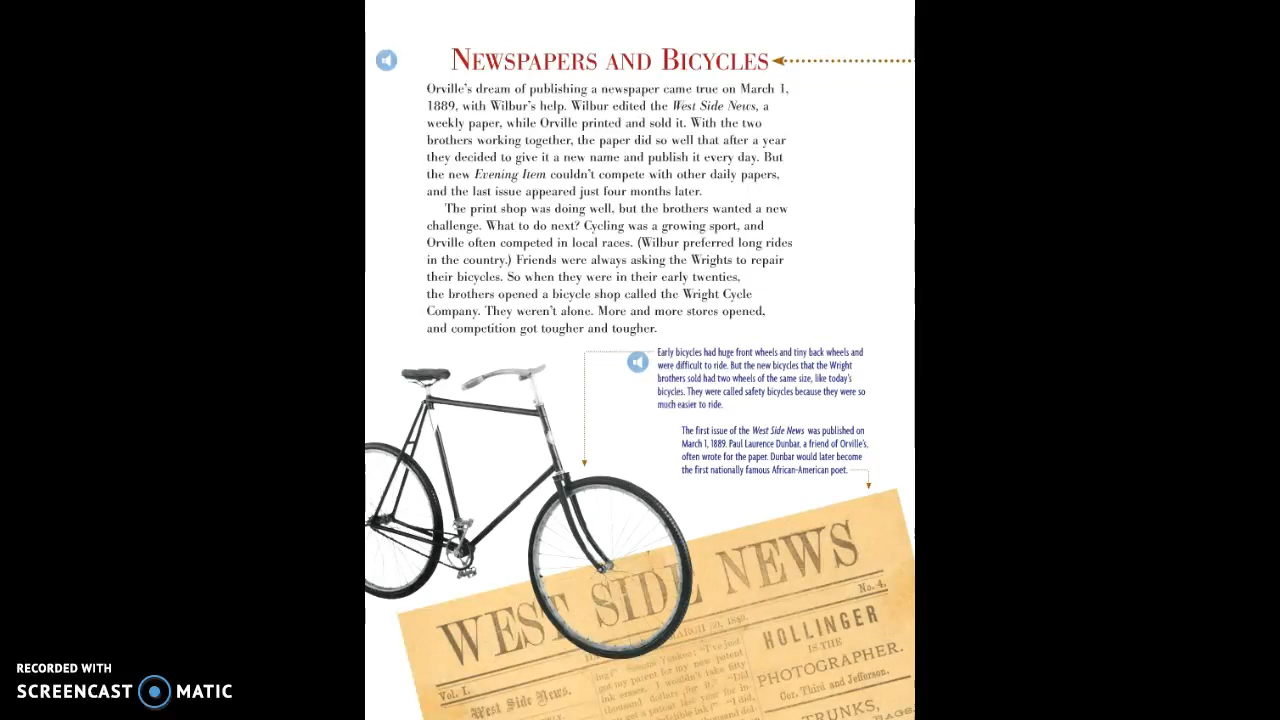 NEWSPAPERS AND BICYCLES
Orville's dream of publishing a newspaper came true on March 1,
1889, with Wilbur's help. Wilbur edited the West Side News, a
weekly paper, while Orville printed and sold it. With the two
brothers working together, the paper did so well that after a year
they decided to give it a new name and publish it every day. But
the new Evening Item couldn't compete with other daily papers,
and the last issue appeared just four months later.
The print shop was doing well, but the brothers wanted a new
challenge. What to do next? Cycling was a growing sport, and
Orville often competed in local races. (Wilbur preferred long rides
in the country.) Friends were always asking the Wrights to repair
their bicycles. So when they were in their early twenties,
the brothers opened a bicycle shop called the Wright Cycle
Company. They weren't alone. More and more stores opened,
and competition got tougher and tougher.
Early bicycles had huge front wheels and tiny back wheels and
were difficult to ride. But the new bicycles that the Wright
brothers sold had two wheels of the same size, like today's
bicycles. They were called safety bicycles because they were so
much easier to ride.
The first issue of the West Side News was published on
March 1, 1889. Paul Laurence Dunbar, a friend of Orville's,
often wrote for the paper. Dunbar would later become
the first nationally famous African-American poet.
WEST SIDE NEWS
Vol. 1.
No. 4.
West Side News.
HOLLINGER
IS THE
PHOTOGRAPHER.
Cor. Third and Jefferson.
TRUNKS,
RECORDED WITH
SCREENCAST MATIC